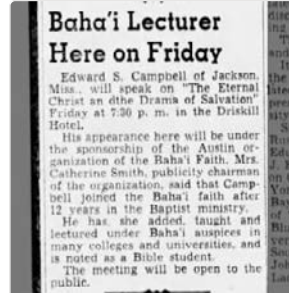 Baha'i Lecturer
Here on Friday
Edward S. Campbell of Jackson,
Miss., will speak on "The Eternal
Christ an dthe Drama of Salvation"
Friday at 7:30 p. m. in the Driskill
Hotel.
His appearance here will be under
the sponsorship of the Austin or-
ganization of the Baha'i Faith. Mrs.
Catherine Smith, publicity chairman
of the organization, said that Camp-
bell joined the Baha'i faith after
12 years in the Baptist ministry.
He has, she added, taught and
lectured under Baha'i auspices in
many colleges and universities, and
is noted as a Bible student.
The meeting will be open to the
public.